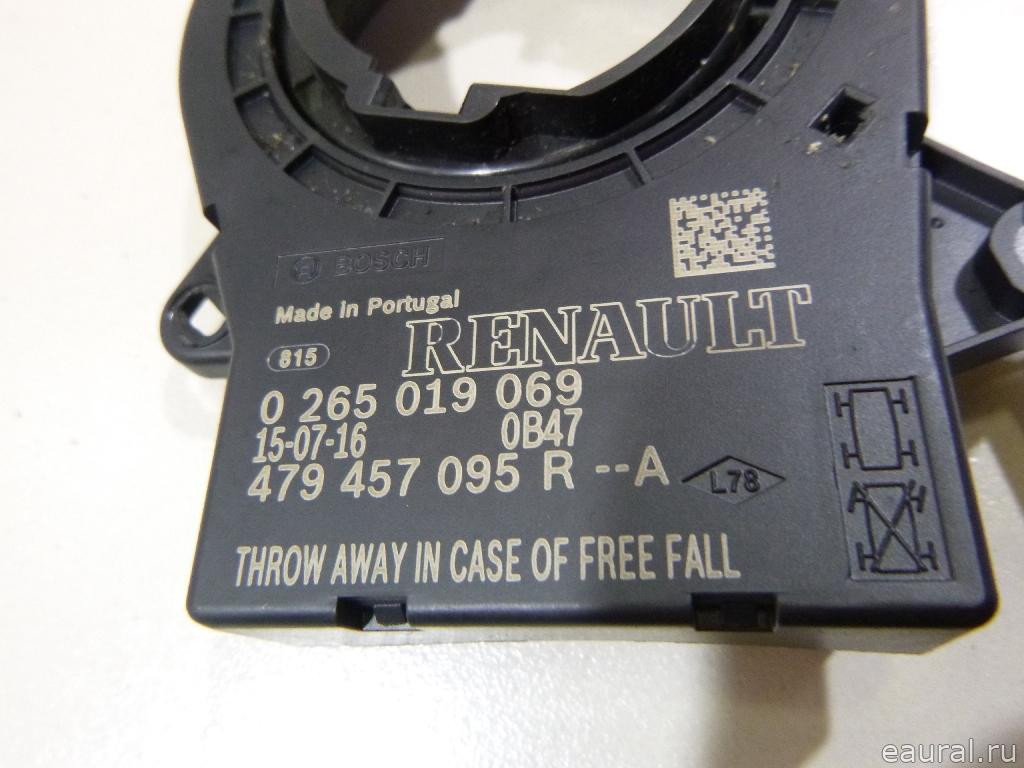 BOSCH
Made in Portugal
RENAULT
815
0 265 019 069
15-07-16 0B47
479 457 095 R --A
L78
THROW AWAY IN CASE OF FREE FALL
eaural.ru